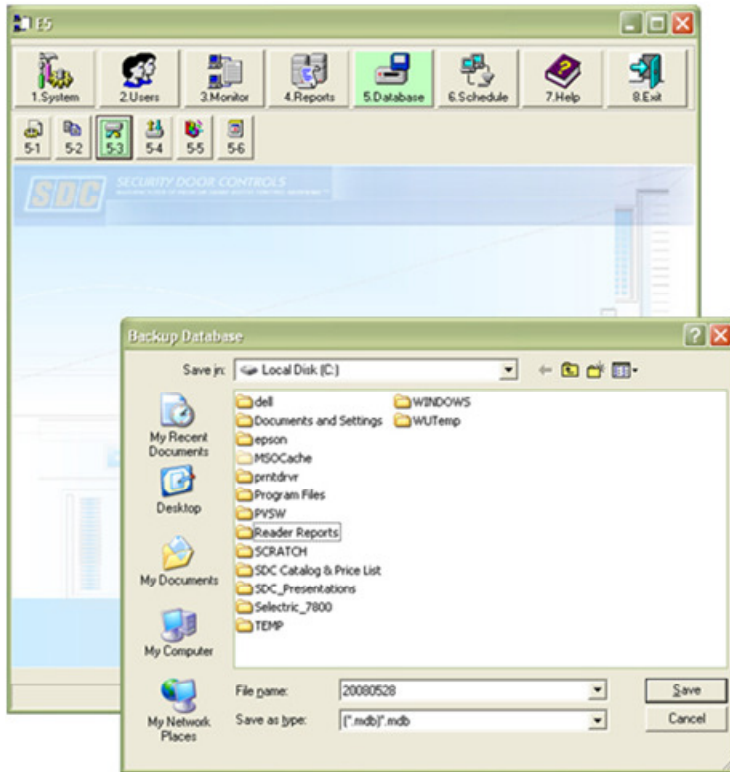 E5
1.System
2.Users
3.Monitor
4.Reports
5.Database
6.Schedule
7.Help
8.Exit
5-1
5-2
5-3
5-4
5-5
5-6
SDC
SECURITY DOOR CONTROLS
Backup Database
Save in:
Local Disk (C:)
My Recent
Documents
Desktop
My Documents
My Computer
My Network
Places
dell
Documents and Settings
epson
MSOCache
prntdrvr
Program Files
PVSW
Reader Reports
SCRATCH
SDC Catalog & Price List
SDC_Presentations
Selectric_7800
TEMP
WINDOWS
WUTemp
File name:
20080528
Save
Save as type:
(*.mdb)*.mdb
Cancel